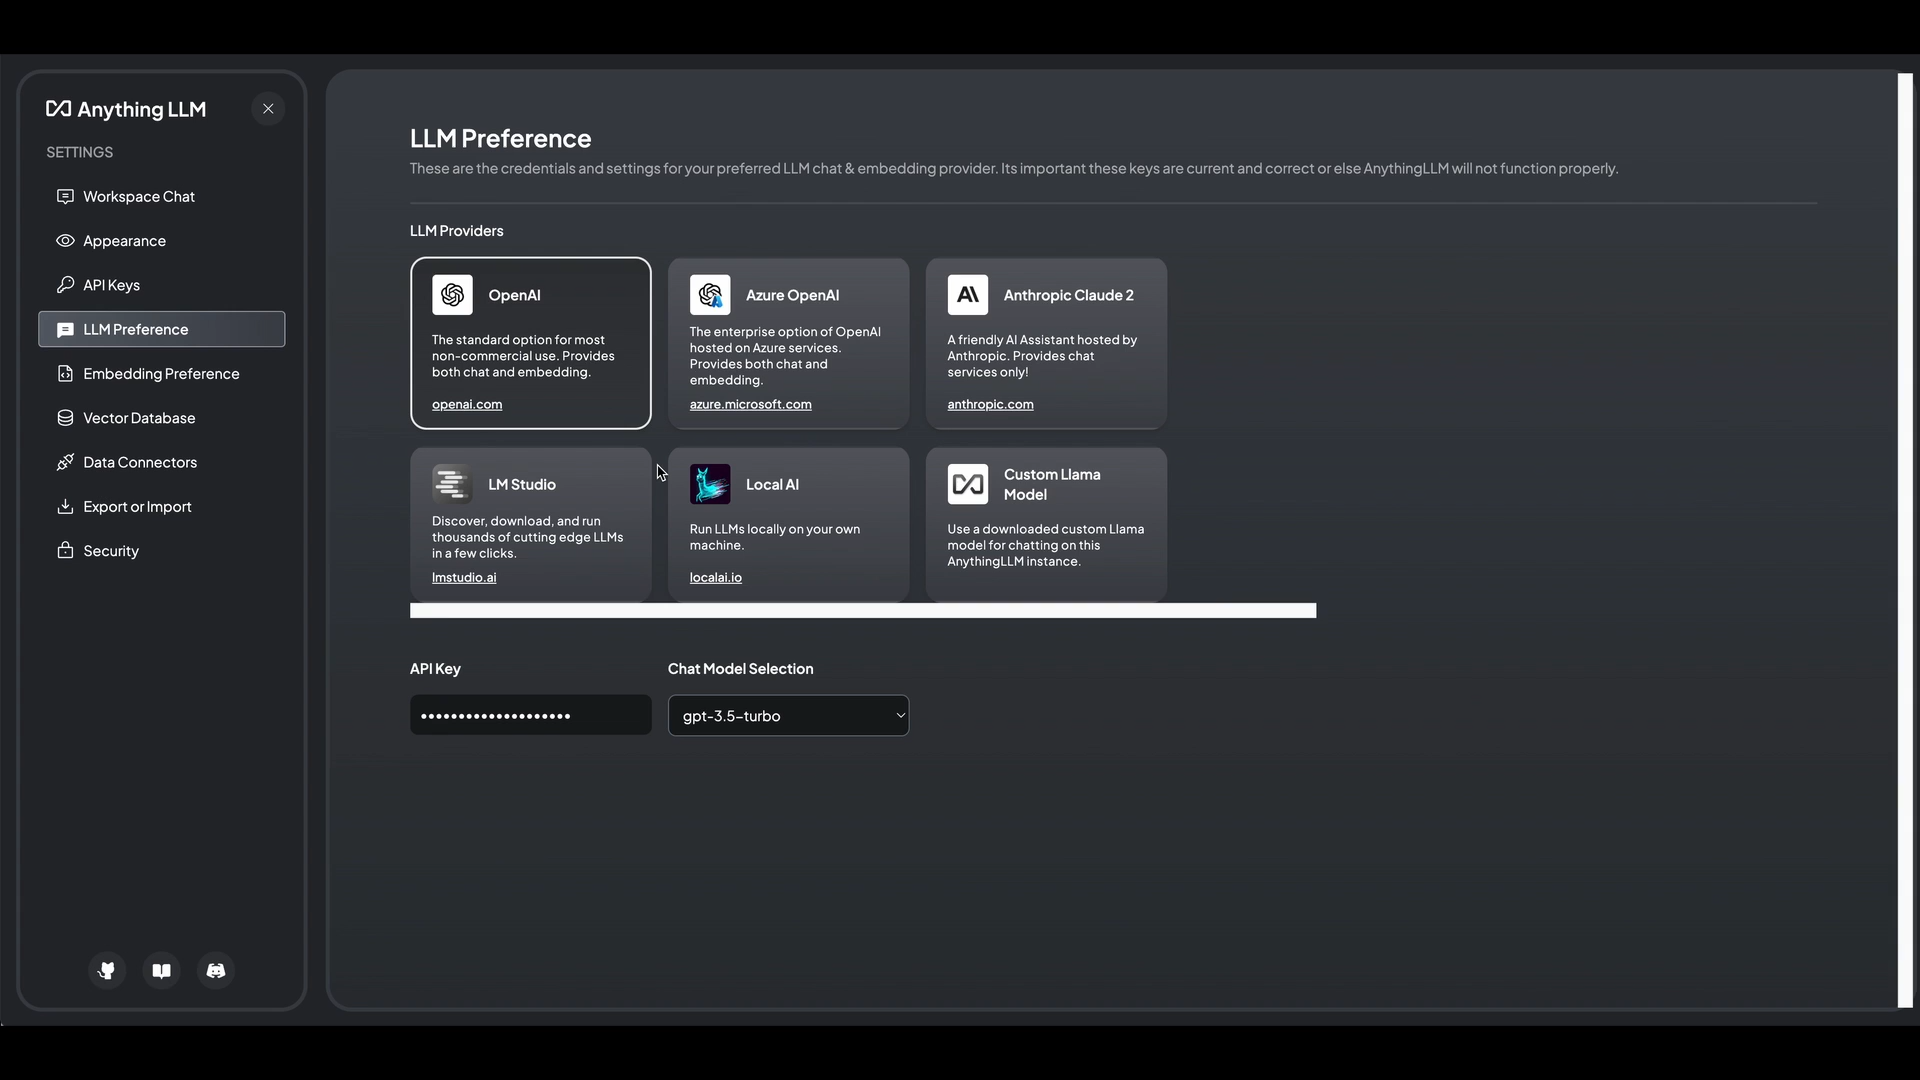 Anything LLM
SETTINGS
Workspace Chat
Appearance
API Keys
LLM Preference
Embedding Preference
Vector Database
Data Connectors
Export or Import
Security
LLM Preference
These are the credentials and settings for your preferred LLM chat & embedding provider. Its important these keys are current and correct or else AnythingLLM will not function properly.
LLM Providers
OpenAI
The standard option for most
non-commercial use. Provides
both chat and embedding.
openai.com
Azure OpenAI
The enterprise option of OpenAI
hosted on Azure services.
Provides both chat and
embedding.
azure.microsoft.com
Anthropic Claude 2
A friendly AI Assistant hosted by
Anthropic. Provides chat
services only!
anthropic.com
LM Studio
Discover, download, and run
thousands of cutting edge LLMs
in a few clicks.
lmstudio.ai
Local AI
Run LLMs locally on your own
machine.
localai.io
Custom Llama
Model
Use a downloaded custom Llama
model for chatting on this
AnythingLLM instance.
API Key
••••••••••••••••••••
Chat Model Selection
gpt-3.5-turbo